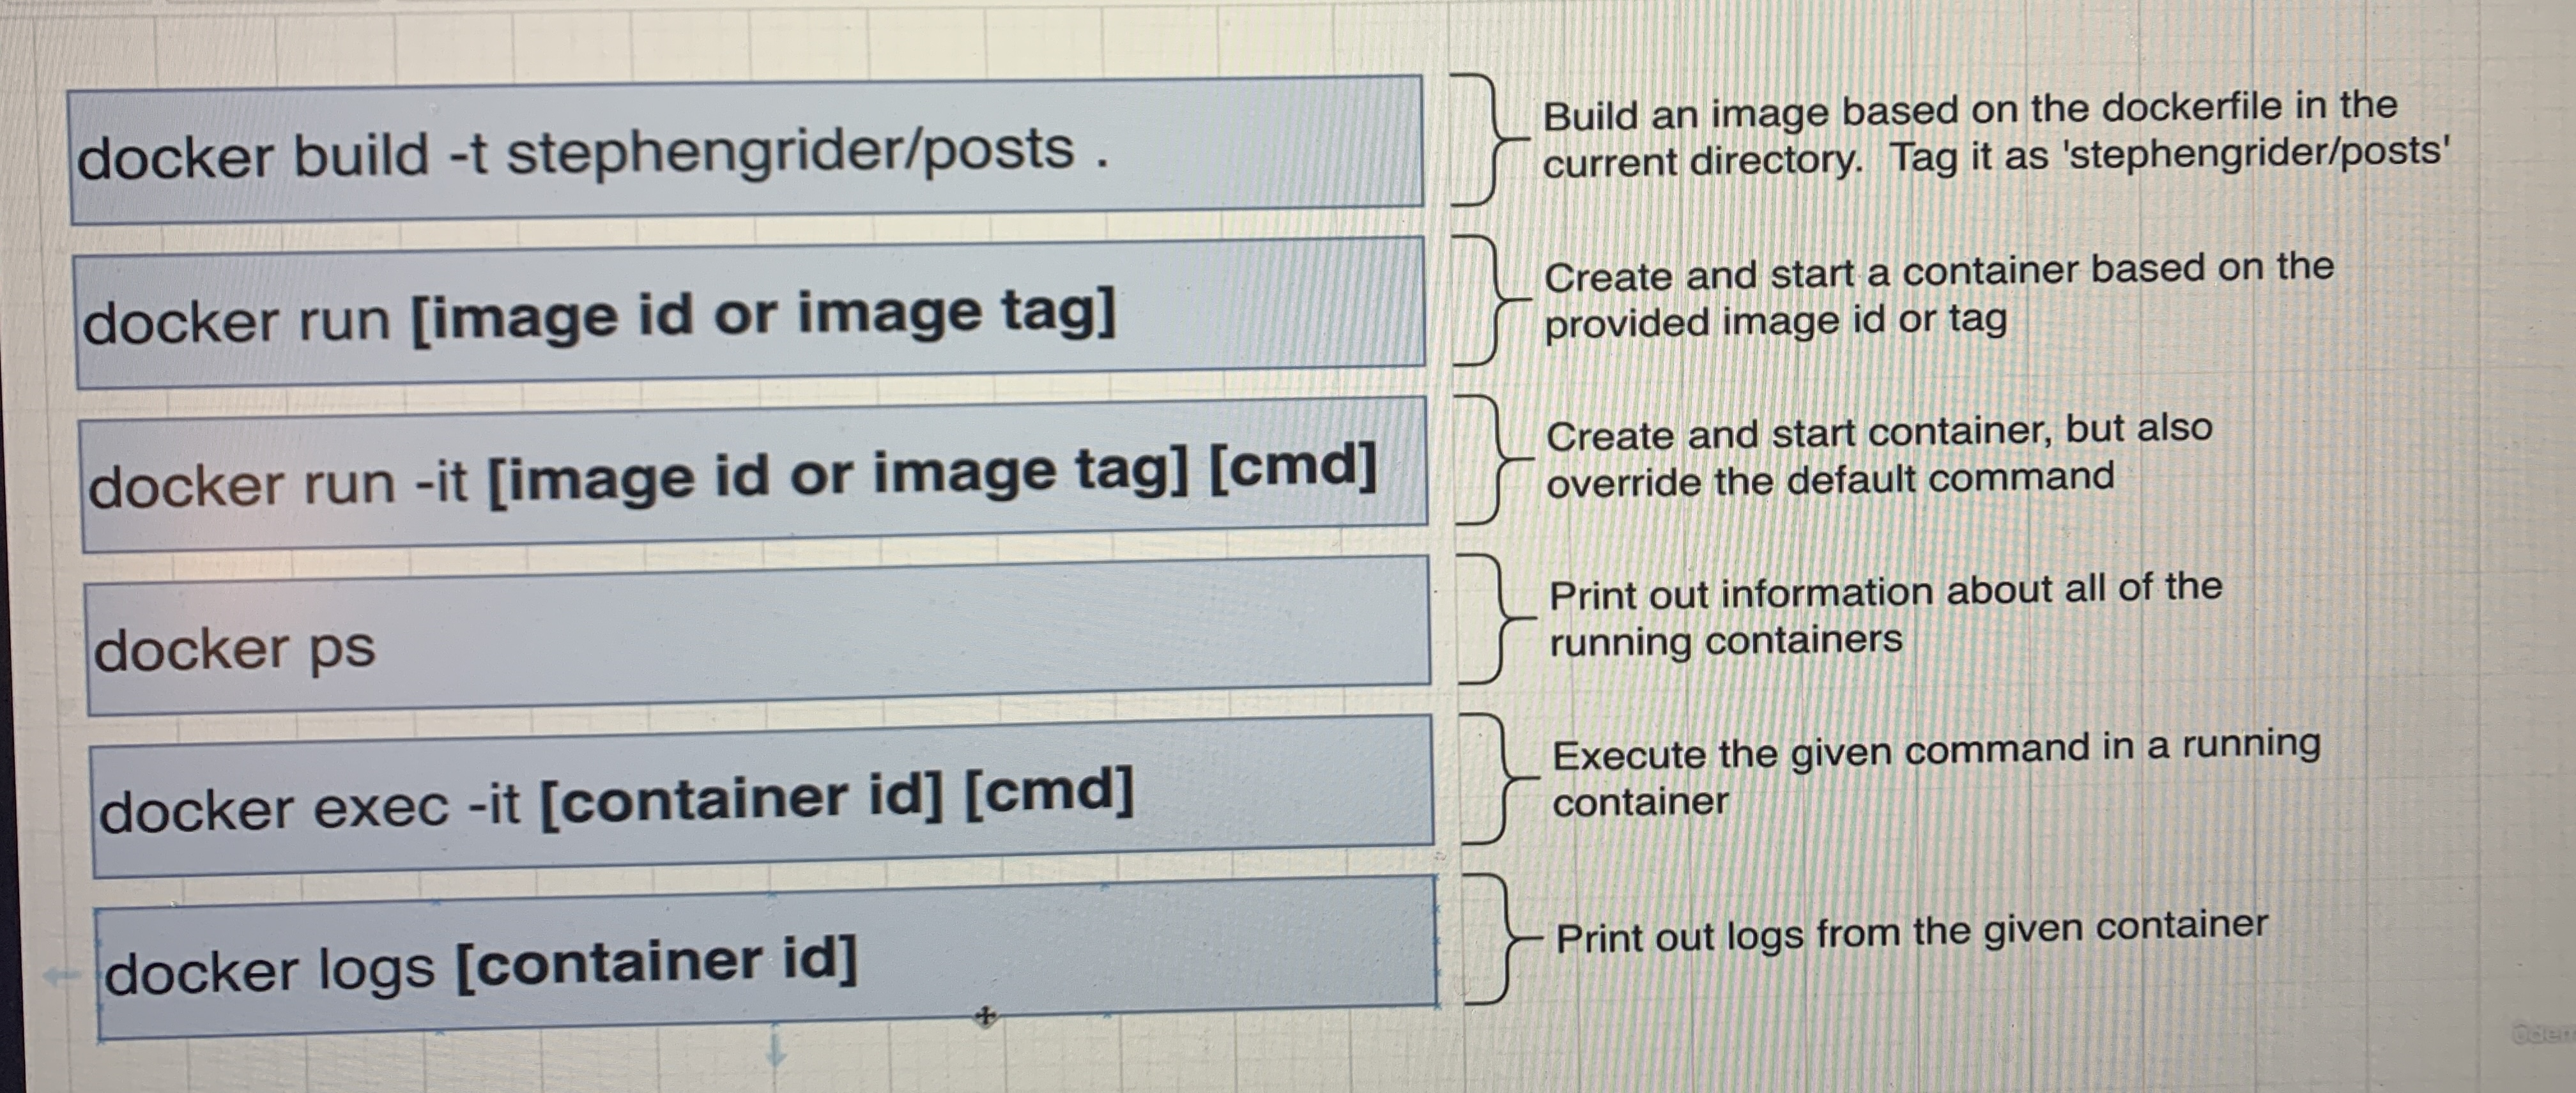 docker build -t stephengrider/posts .
Build an image based on the dockerfile in the
current directory.  Tag it as 'stephengrider/posts'
docker run [image id or image tag]
Create and start a container based on the
provided image id or tag
docker run -it [image id or image tag] [cmd]
Create and start container, but also
override the default command
docker ps
Print out information about all of the
running containers
docker exec -it [container id] [cmd]
Execute the given command in a running
container
docker logs [container id]
Print out logs from the given container